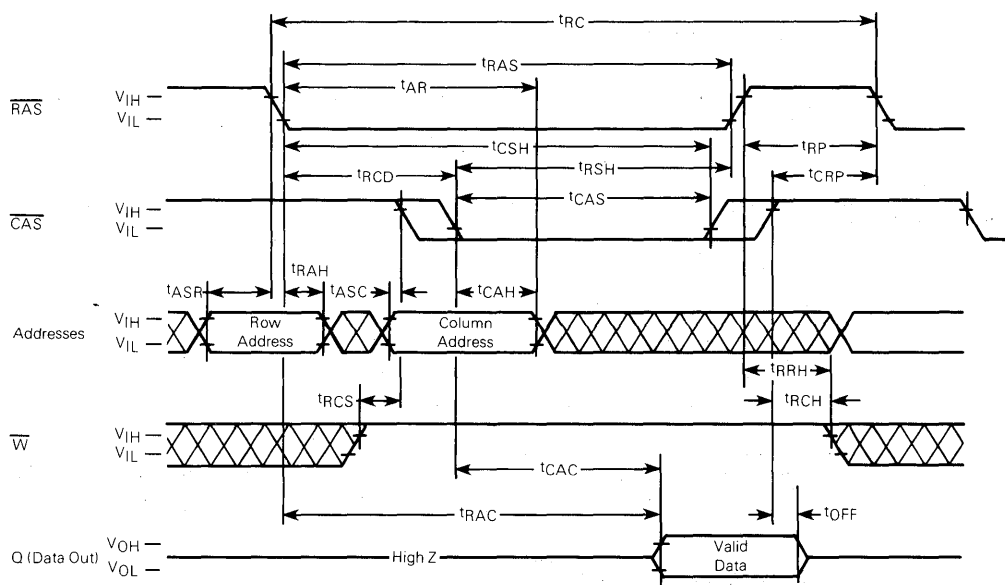 tRC
tRAS
tAR
RAS
VIH
VIL
tCSH
tRP
tRSH
tRCD
tCRP
tCAS
CAS
VIH
VIL
tRAH
tASR
tASC
tCAH
Addresses
VIH
VIL
Row
Address
Column
Address
tRRH
tRCS
tRCH
W
VIH
VIL
tCAC
tRAC
tOFF
Q (Data Out)
VOH
VOL
High Z
Valid
Data